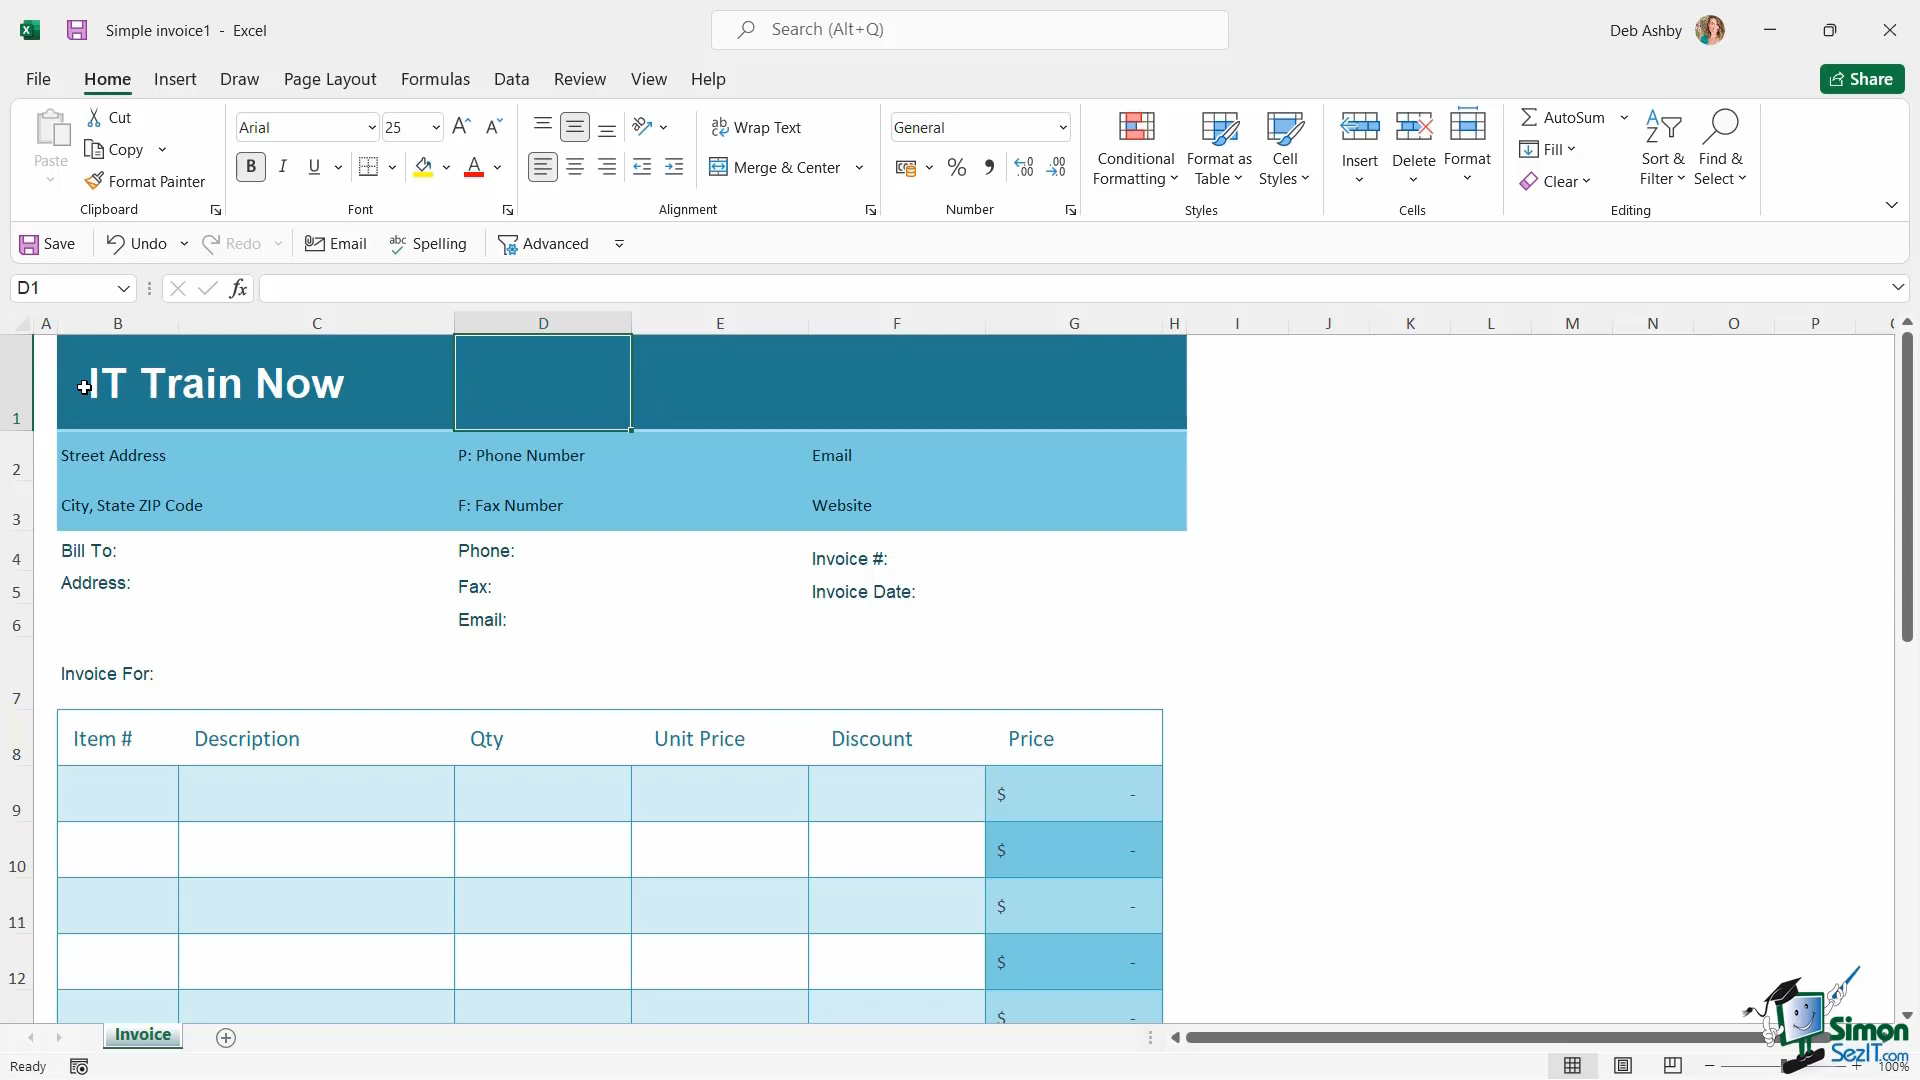 Simple invoice1 - Excel
Search (Alt+Q)
Deb Ashby
File Home Insert Draw Page Layout Formulas Data Review View Help
Share
Paste
Cut
Copy
Format Painter
Clipboard
Arial 25
B I U
Font
Alignment
Wrap Text
Merge & Center
General
Number
Conditional Formatting
Format as Table
Cell Styles
Styles
Insert Delete Format
Cells
AutoSum
Fill
Clear
Sort & Filter
Find & Select
Editing
Save Undo Redo Email Spelling Advanced
D1
fx
A B C D E F G H I J K L M N O P
1 IT Train Now
2 Street Address P: Phone Number Email
3 City, State ZIP Code F: Fax Number Website
4 Bill To: Phone: Invoice #:
5 Address: Fax: Invoice Date:
6 Email:
7 Invoice For:
8 Item # Description Qty Unit Price Discount Price
9 $ -
10 $ -
11 $ -
12 $ -
$ -
Invoice
Ready
100%
Simon
SezIT.com